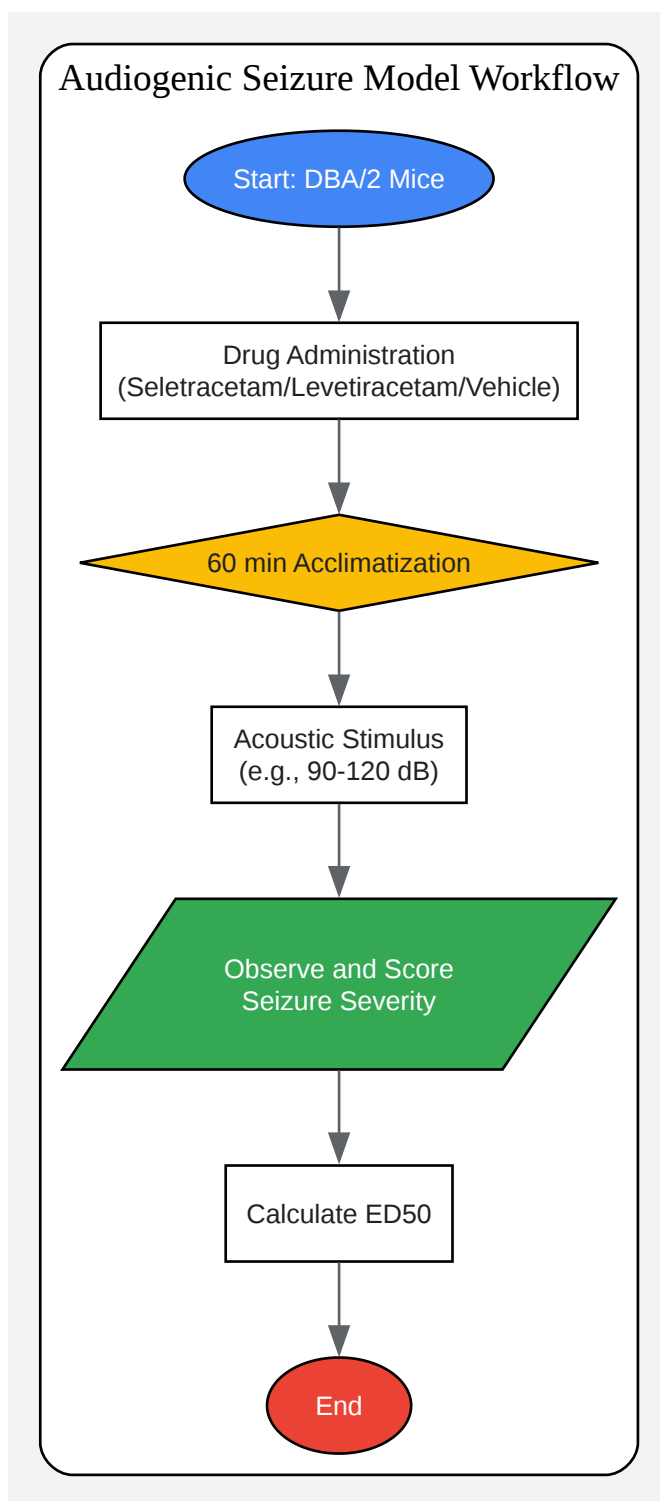 Audiogenic Seizure Model Workflow
Start: DBA/2 Mice
Drug Administration
(Seletracetam/Levetiracetam/Vehicle)
60 min Acclimatization
Acoustic Stimulus
(e.g., 90-120 dB)
Observe and Score
Seizure Severity
Calculate ED50
End